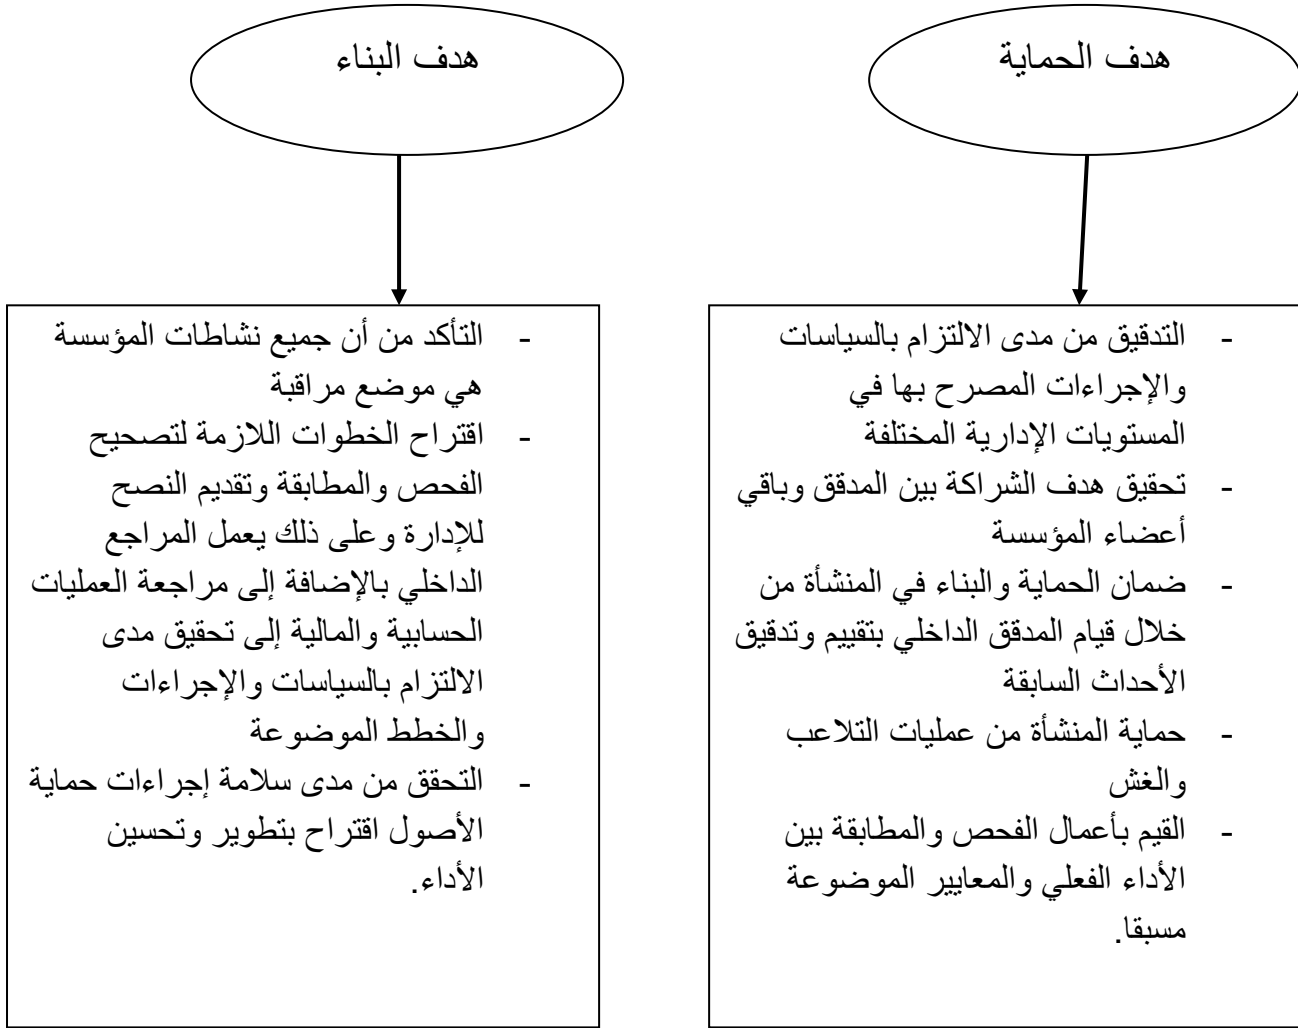 هدف الحماية
- التدقيق من مدى الالتزام بالسياسات
والإجراءات المصرح بها في
المستويات الإدارية المختلفة
- تحقيق هدف الشراكة بين المدقق وباقي
أعضاء المؤسسة
- ضمان الحماية والبناء في المنشأة من
خلال قيام المدقق الداخلي بتقييم وتدقيق
الأحداث السابقة
- حماية المنشأة من عمليات التلاعب
والغش
- القيم بأعمال الفحص والمطابقة بين
الأداء الفعلي والمعايير الموضوعة
مسبقا.
هدف البناء
- التأكد من أن جميع نشاطات المؤسسة
هي موضع مراقبة
- اقتراح الخطوات اللازمة لتصحيح
الفحص والمطابقة وتقديم النصح
للإدارة وعلى ذلك يعمل المراجع
الداخلي بالإضافة إلى مراجعة العمليات
الحسابية والمالية إلى تحقيق مدى
الالتزام بالسياسات والإجراءات
والخطط الموضوعة
- التحقق من مدى سلامة إجراءات حماية
الأصول اقتراح بتطوير وتحسين
الأداء.